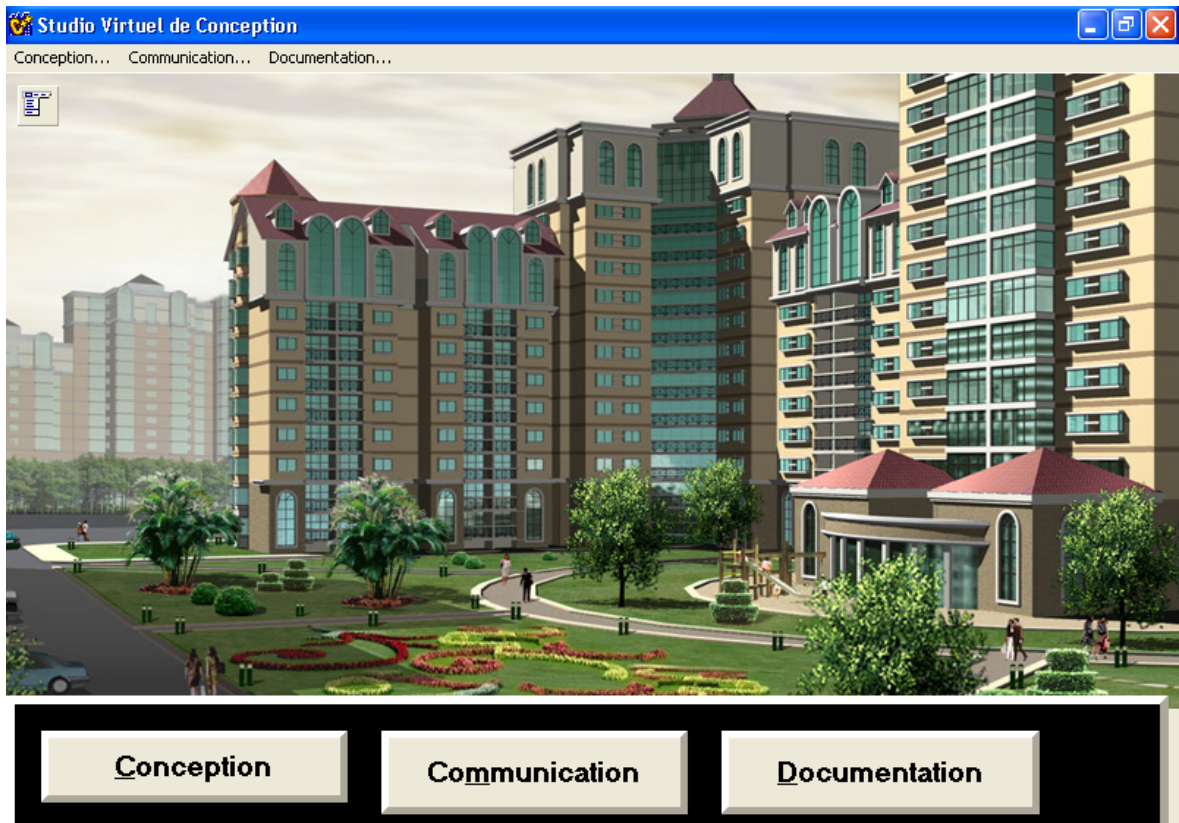 Studio Virtuel de Conception
Conception... Communication... Documentation...
Conception
Communication
Documentation